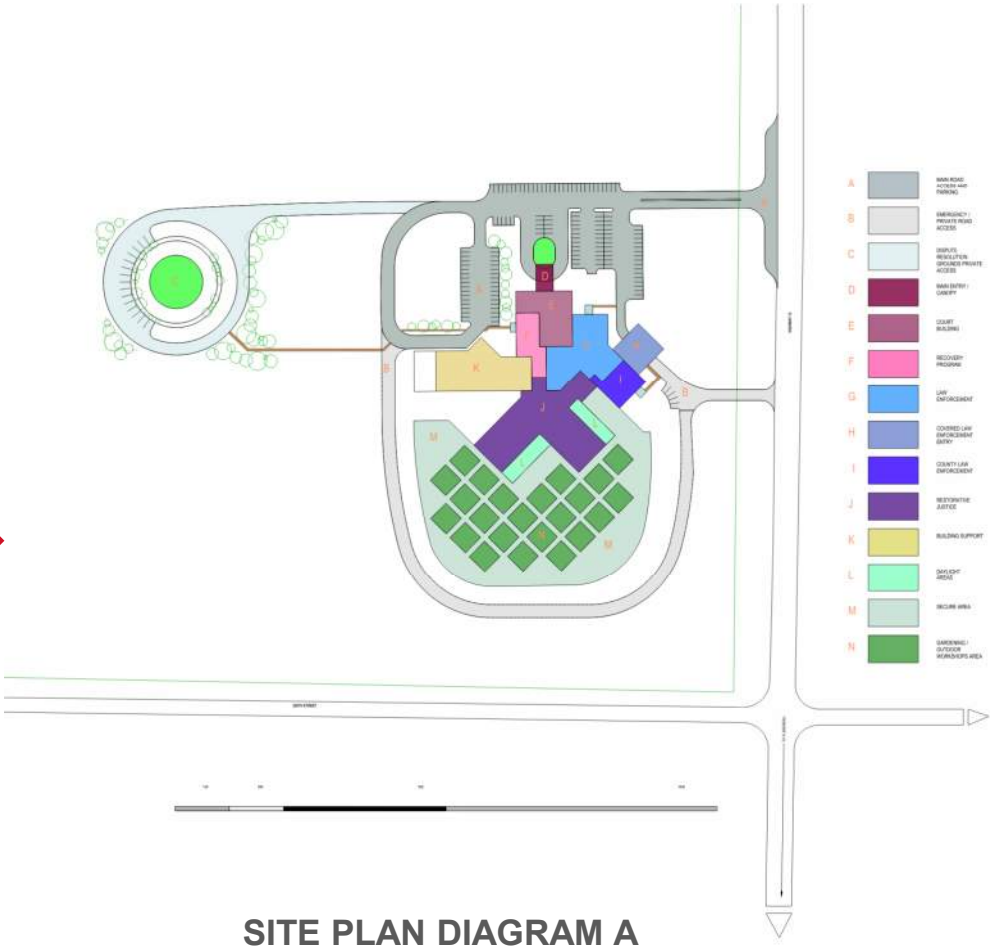 A
MAIN ROAD
ACCESS AND
PARKING
B
EMERGENCY /
PRIVATE ROAD
ACCESS
C
DISPUTE
RESOLUTION
GROUNDS PRIVATE
ACCESS
D
MAIN ENTRY /
CANOPY
E
COURT
BUILDING
F
RECOVERY
PROGRAM
G
LAW
ENFORCEMENT
H
COVERED LAW
ENFORCEMENT
ENTRY
I
COUNTY LAW
ENFORCEMENT
J
RESTORATIVE
JUSTICE
K
BUILDING SUPPORT
L
DAYLIGHT
AREAS
M
SECURE AREA
N
GARDENING /
OUTDOOR
WORKSHOPS AREA
A
C
D
A
E
F
G
H
B
K
I
B
J
L
M
L
N
M
SITE PLAN DIAGRAM A